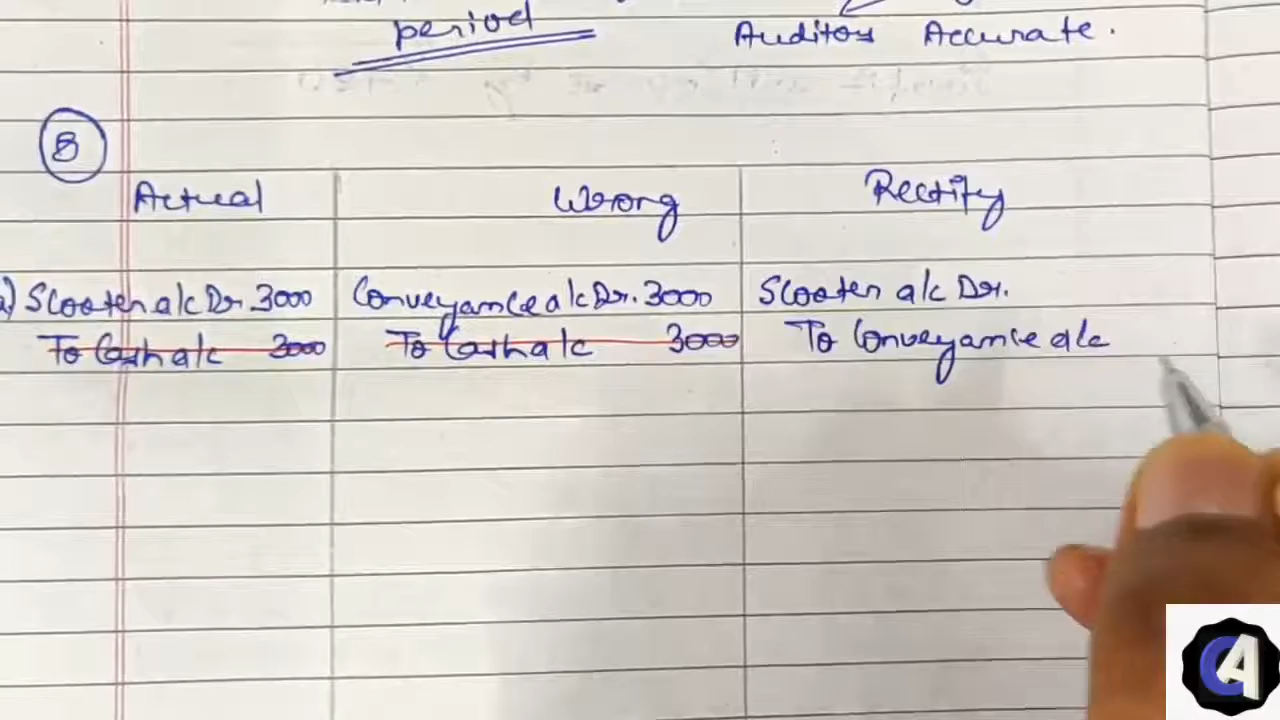 period
Auditors Accurate.
8
Actual Wrong Rectify
a) Scooter a/c Dr. 3000 Conveyance a/c Dr. 3000 Scooter a/c Dr.
To Cash a/c 3000 To Cash a/c 3000 To Conveyance a/c
CA